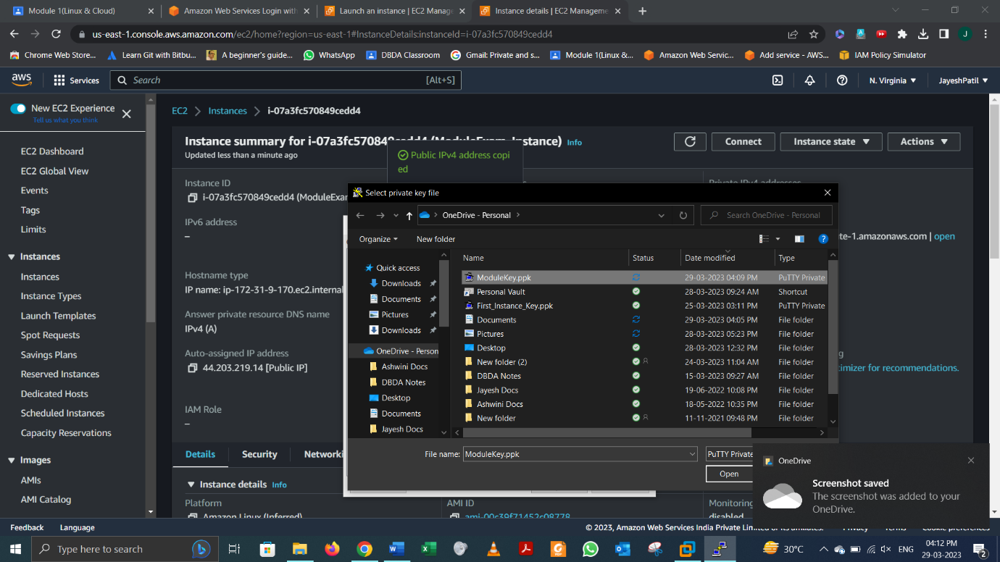 Module 1(Linux & Cloud)
Amazon Web Services Login with
Launch an instance | EC2 Manage
Instance details | EC2 Manageme
us-east-1.console.aws.amazon.com/ec2/home?region=us-east-1#InstanceDetails:instanceId=i-07a3fc570849cedd4
J
Chrome Web Store...
Learn Git with Bitbu...
A beginner's guide...
WhatsApp
DBDA Classroom
Gmail: Private and s...
Module 1(Linux &...
Amazon Web Servic...
Add service - AWS...
IAM Policy Simulator
aws
Services
Search
[Alt+S]
N. Virginia
JayeshPatil
New EC2 Experience
Tell us what you think
EC2 Dashboard
EC2 Global View
Events
Tags
Limits
Instances
Instances
Instance Types
Launch Templates
Spot Requests
Savings Plans
Reserved Instances
Dedicated Hosts
Scheduled Instances
Capacity Reservations
Images
AMIs
AMI Catalog
EC2
Instances
i-07a3fc570849cedd4
Instance summary for i-07a3fc570849cedd4 (ModuleExam_Instance)
Info
Updated less than a minute ago
Connect
Instance state
Actions
Public IPv4 address copi
ed
Instance ID
i-07a3fc570849cedd4 (ModuleExam
Private IPv4 addresses
IPv6 address
–
te-1.amazonaws.com | open
Hostname type
IP name: ip-172-31-9-170.ec2.internal
Answer private resource DNS name
IPv4 (A)
Auto-assigned IP address
44.203.219.14 [Public IP]
timizer for recommendations.
IAM Role
–
Details
Security
Networki
Instance details
Info
Platform
Amazon Linux (Inferred)
AMI ID
ami-00c39f71452c08778
Monitoring
disabled
Select private key file
OneDrive - Personal
Search OneDrive - Personal
Organize
New folder
Quick access
Downloads
Documents
Pictures
Downloads
OneDrive - Person
Ashwini Docs
DBDA Notes
Desktop
Documents
Jayesh Docs
Name
Status
Date modified
Type
ModuleKey.ppk
29-03-2023 04:09 PM
PuTTY Private
Personal Vault
28-03-2023 09:24 AM
Shortcut
First_Instance_Key.ppk
25-03-2023 03:11 PM
PuTTY Private
Documents
29-03-2023 04:05 PM
File folder
Pictures
28-03-2023 05:23 PM
File folder
Desktop
28-03-2023 12:32 PM
File folder
New folder (2)
24-03-2023 11:04 AM
File folder
DBDA Notes
15-03-2023 09:27 AM
File folder
Jayesh Docs
19-06-2022 10:08 PM
File folder
Ashwini Docs
18-05-2022 10:35 PM
File folder
New folder
11-11-2021 09:48 PM
File folder
File name:
ModuleKey.ppk
PuTTY Private
Open
OneDrive
Screenshot saved
The screenshot was added to your
OneDrive.
Feedback
Language
© 2023, Amazon Web Services India Private Limited or its affiliates.
Privacy
Terms
Cookie preferences
Type here to search
30°C
ENG
04:12 PM
29-03-2023
2